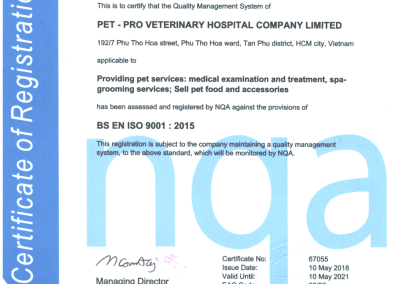 Certificate of Registration
This is to certify that the Quality Management System of
PET - PRO VETERINARY HOSPITAL COMPANY LIMITED
192/7 Phu Tho Hoa street, Phu Tho Hoa ward, Tan Phu district, HCM city, Vietnam
applicable to
Providing pet services: medical examination and treatment, spa-
grooming services; Sell pet food and accessories
has been assessed and registered by NQA against the provisions of
BS EN ISO 9001 : 2015
This registration is subject to the company maintaining a quality management
system, to the above standard, which will be monitored by NQA.
nqa
Certificate No: 67055
Issue Date: 10 May 2018
Valid Until: 10 May 2021
Managing Director